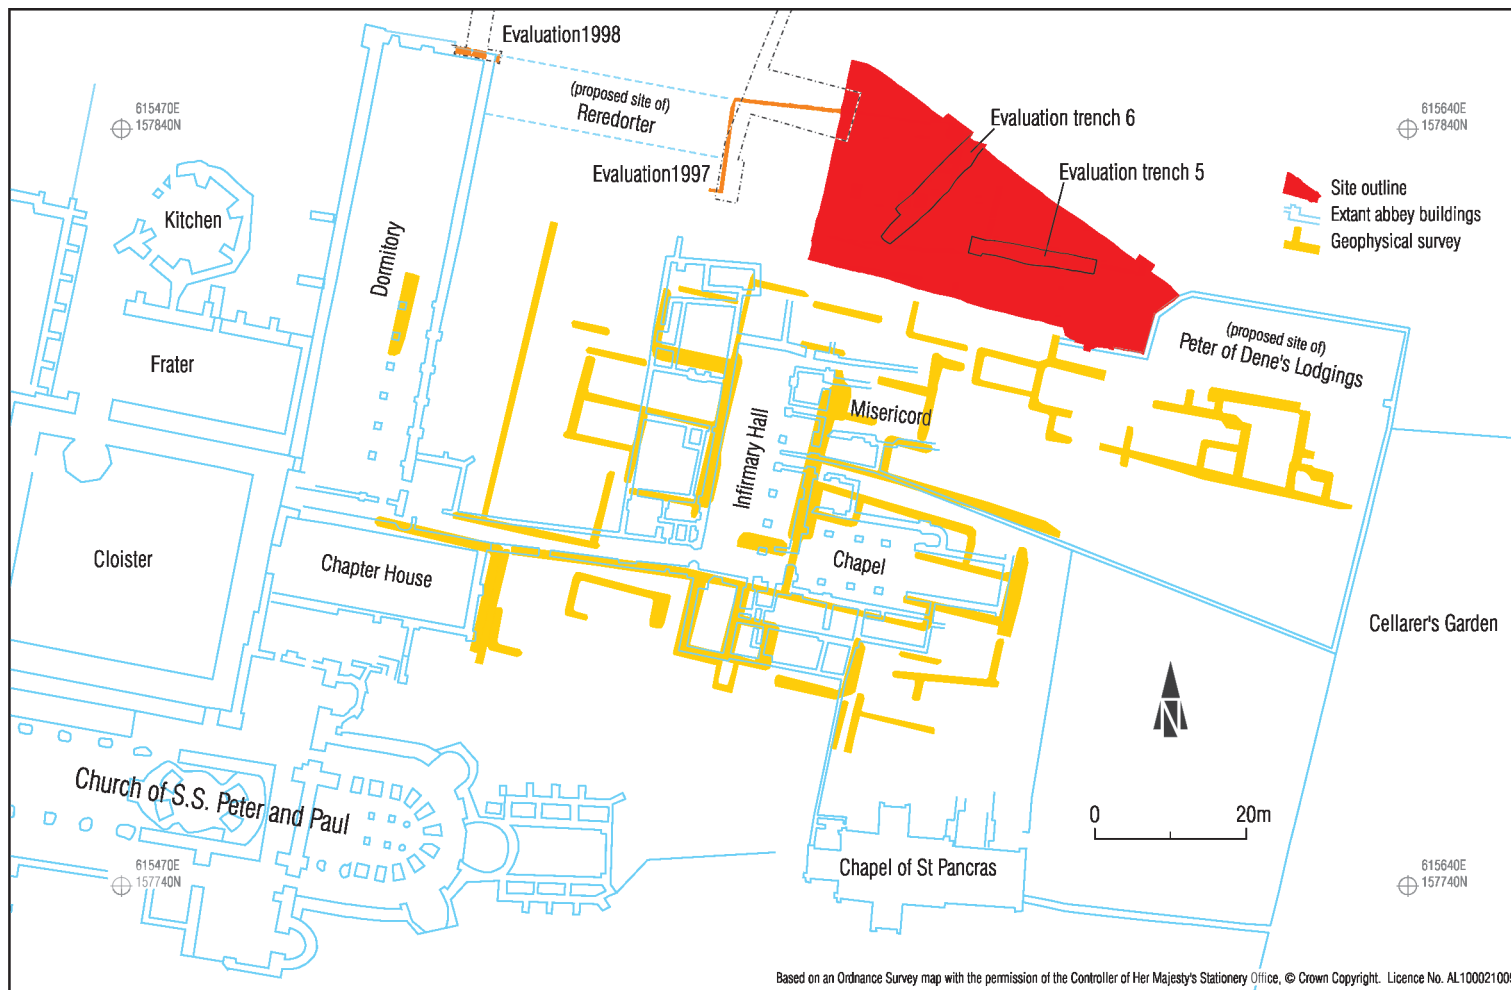 Evaluation1998
615470E
157840N
(proposed site of)
Reredorter
Evaluation trench 6
615640E
157840N
Evaluation1997
Evaluation trench 5
Site outline
Extant abbey buildings
Geophysical survey
Kitchen
Dormitory
(proposed site of)
Peter of Dene's Lodgings
Frater
Misericord
Infirmary Hall
Cloister
Chapter House
Chapel
Cellarer's Garden
N
Church of S.S. Peter and Paul
0 20m
Chapel of St Pancras
615470E
157740N
615640E
157740N
Based on an Ordnance Survey map with the permission of the Controller of Her Majesty's Stationery Office, © Crown Copyright. Licence No. AL100021009